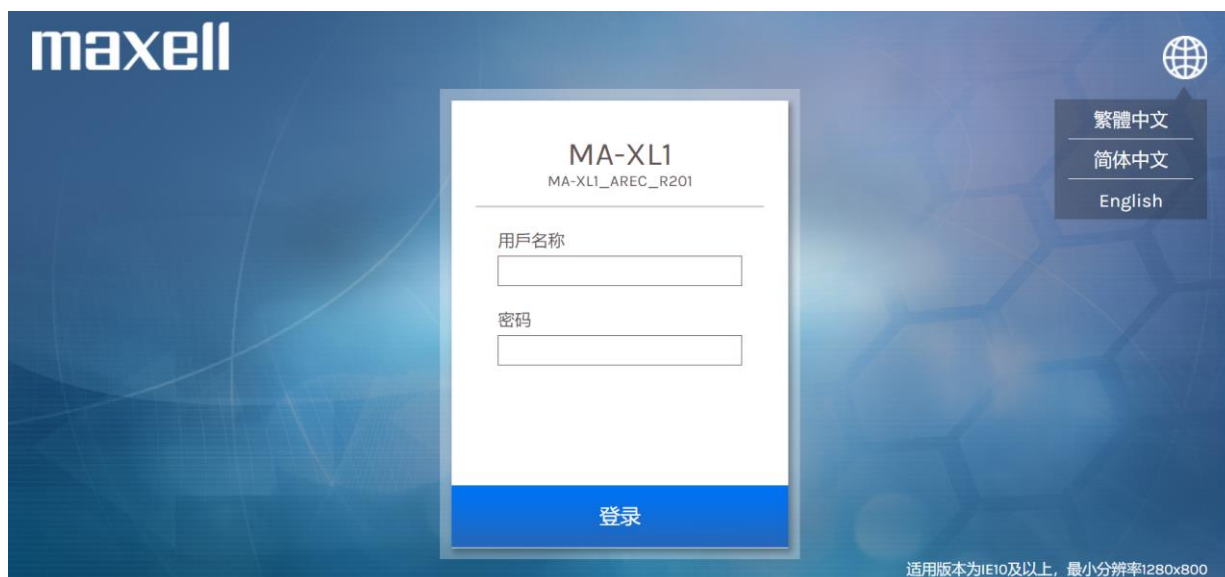 maxell
繁體中文
简体中文
English
MA-XL1
MA-XL1_AREC_R201
用戶名称
密码
登录
适用版本为IE10及以上，最小分辨率1280x800